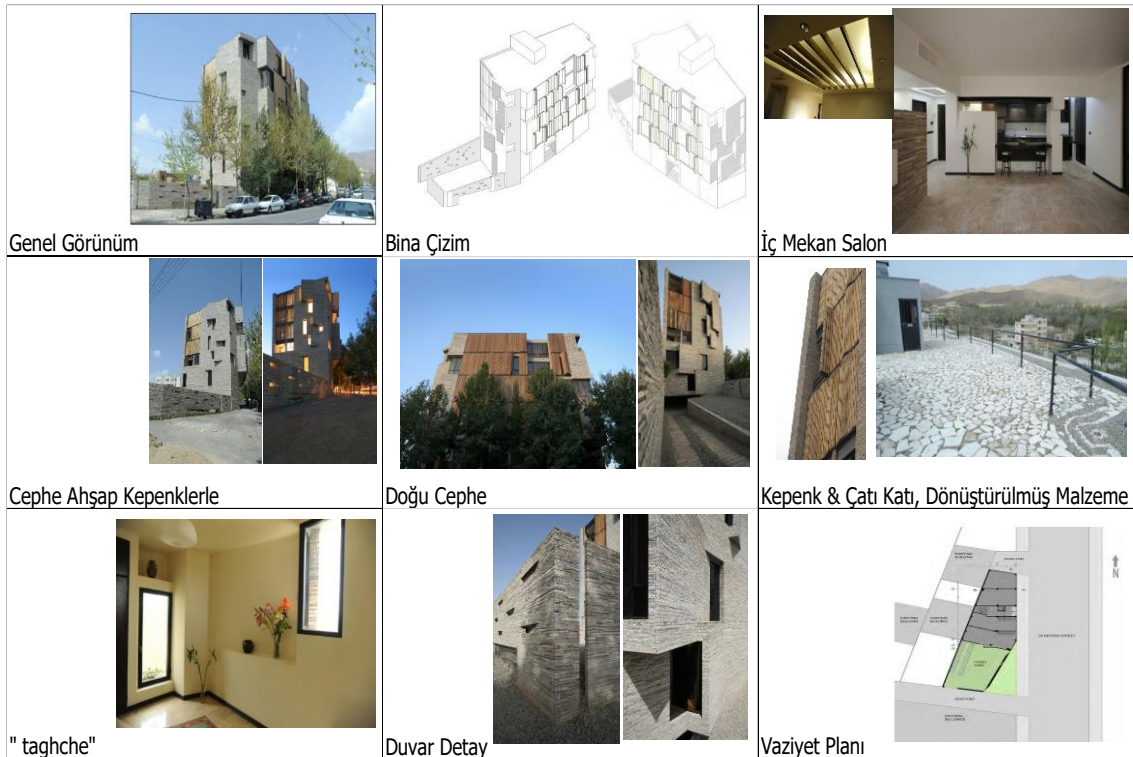 Genel Görünüm
Bina Çizim
İç Mekan Salon
Cephe Ahşap Kepenklerle
Doğu Cephe
Kepenk & Çatı Katı, Dönüştürülmüş Malzeme
" taghche"
Duvar Detay
N
Vaziyet Planı